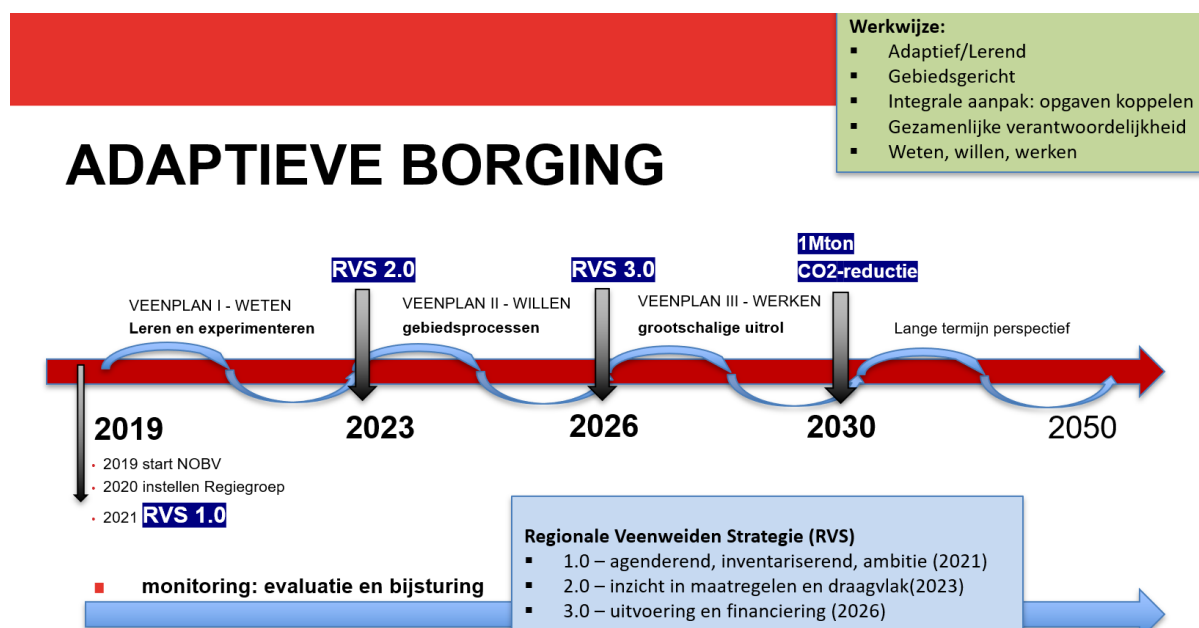 Werkwijze:
▪ Adaptief/Lerend
▪ Gebiedsgericht
▪ Integrale aanpak: opgaven koppelen
▪ Gezamenlijke verantwoordelijkheid
▪ Weten, willen, werken
ADAPTIEVE BORGING
1Mton
CO2-reductie
RVS 2.0
RVS 3.0
VEENPLAN I - WETEN
Leren en experimenteren
VEENPLAN II - WILLEN
gebiedsprocessen
VEENPLAN III - WERKEN
grootschalige uitrol
Lange termijn perspectief
2019
2023
2026
2030
2050
• 2019 start NOBV
• 2020 instellen Regiegroep
• 2021 RVS 1.0
Regionale Veenweiden Strategie (RVS)
▪ 1.0 – agenderend, inventariserend, ambitie (2021)
▪ 2.0 – inzicht in maatregelen en draagvlak(2023)
▪ 3.0 – uitvoering en financiering (2026)
▪ monitoring: evaluatie en bijsturing